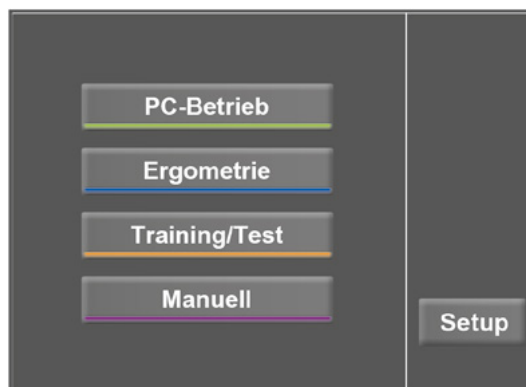 PC-Betrieb
Ergometrie
Training/Test
Manuell
Setup